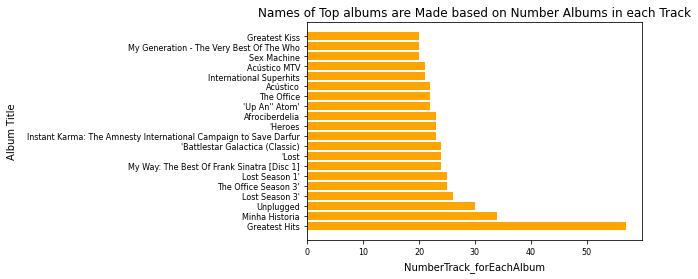 Names of Top albums are Made based on Number Albums in each Track
Album Title
Greatest Kiss
My Generation - The Very Best Of The Who
Sex Machine
Acústico MTV
International Superhits
Acústico
The Office
'Up An" Atom'
Afrociberdelia
'Heroes
Instant Karma: The Amnesty International Campaign to Save Darfur
'Battlestar Galactica (Classic)
'Lost
My Way: The Best Of Frank Sinatra [Disc 1]
Lost Season 1'
The Office Season 3'
Lost Season 3'
Unplugged
Minha Historia
Greatest Hits
0 10 20 30 40 50
NumberTrack_forEachAlbum